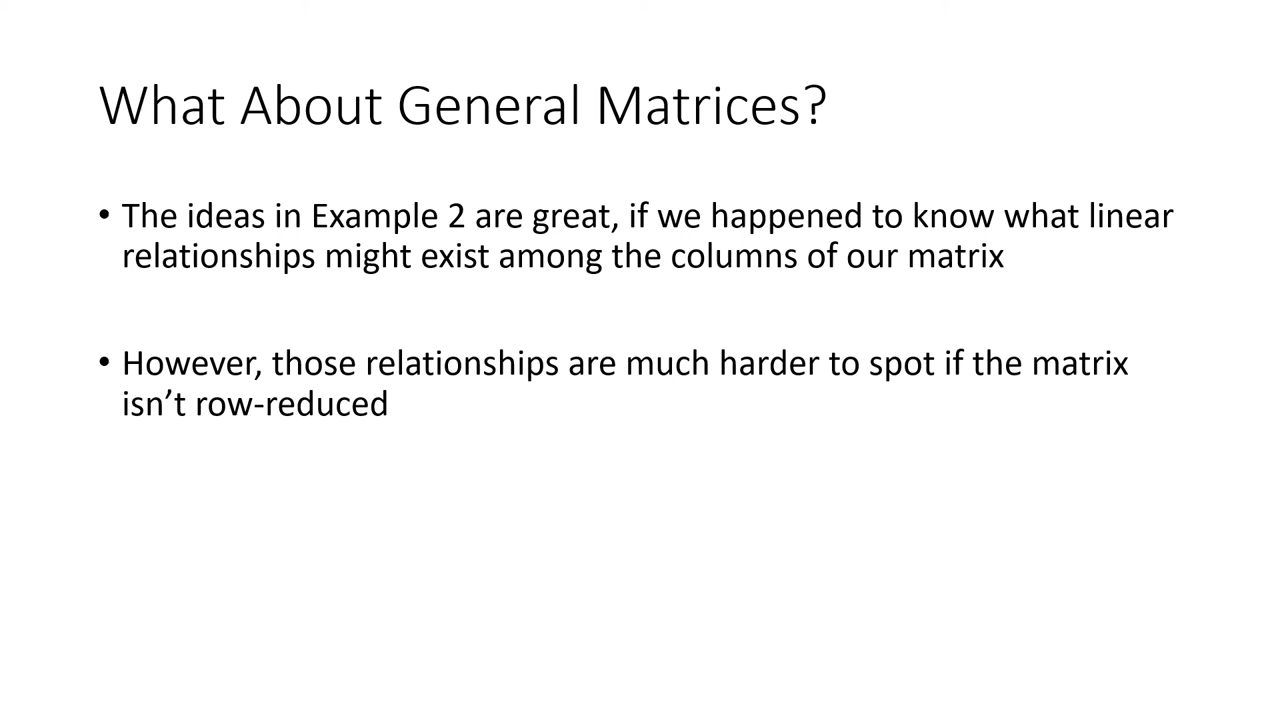 What About General Matrices?
• The ideas in Example 2 are great, if we happened to know what linear
relationships might exist among the columns of our matrix
• However, those relationships are much harder to spot if the matrix
isn’t row-reduced